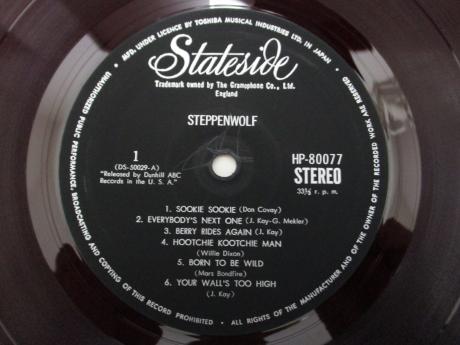 • MFD. UNDER LICENCE BY TOSHIBA MUSICAL INDUSTRIES LTD. IN JAPAN •
Stateside
Trademark owned by The Gramophone Co., Ltd.
England
STEPPENWOLF
1
(DS-50029-A)
"Released by Dunhill ABC
Records in the U. S. A."
HP-80077
STEREO
33⅓ r. p. m.
1. SOOKIE SOOKIE (Don Covay)
2. EVERYBODY'S NEXT ONE (J. Kay-G. Mekler)
3. BERRY RIDES AGAIN (J. Kay)
4. HOOTCHIE KOOTCHIE MAN
(Willie Dixon)
5. BORN TO BE WILD
(Mars Bondfire)
6. YOUR WALL'S TOO HIGH
(J. Kay)
ALL RIGHTS OF THE MANUFACTURER AND OF THE OWNER OF THE RECORDED WORK ARE RESERVED
UNAUTHORIZED PUBLIC PERFORMANCE, BROADCASTING AND COPYING OF THIS RECORD PROHIBITED •